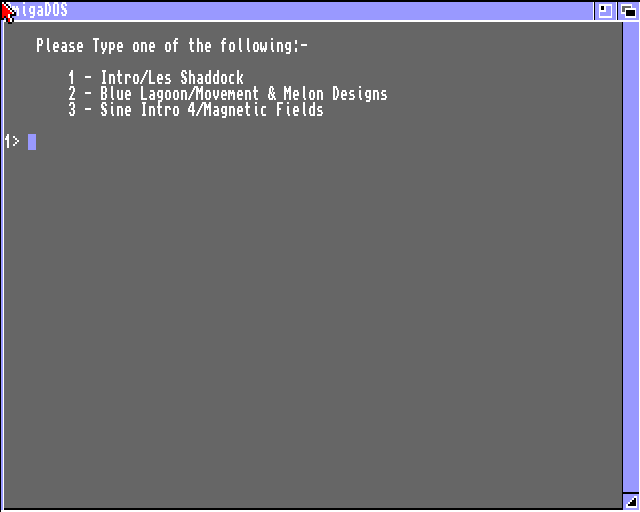 migaDOS
Please Type one of the following:-
1 - Intro/Les Shaddock
2 - Blue Lagoon/Movement & Melon Designs
3 - Sine Intro 4/Magnetic Fields
1>